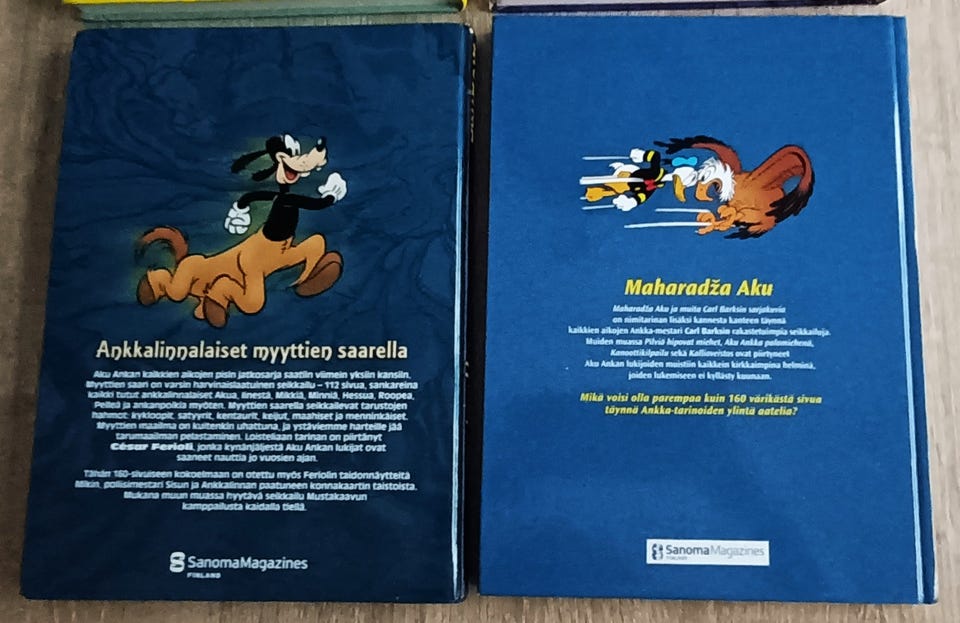 Ankkalinnalaiset myyttien saarella
Aku Ankan kaikkien aikojen pisin jatkosarja saatiin viimein yksiin kansiin.
Myyttien saari on varsin harvinaislaatuinen seikkailu – 112 sivua, sankareina
kaikki tutut ankkalinnalaiset Akua, Iinestä, Mikkiä, Minniä, Hessua, Roopea,
Pelleä ja ankanpoikia myöten. Myyttien saarella seikkailevat tarustojen
hahmot: kykloopit, satyyrit, kentaurit, keijut, maahiset ja menninkäiset.
Myyttien maailma on kuitenkin uhattuna, ja ystäviemme harteille jää
tarumaailman pelastaminen. Loisteliaan tarinan on piirtänyt
César Ferioli, jonka kynänjäljestä Aku Ankan lukijat ovat
saaneet nauttia jo vuosien ajan.
Tähän 160-sivuiseen kokoelmaan on otettu myös Feriolin taidonnäytteitä
Mikin, poliisimestari Sisun ja Ankkalinnan paatuneen konnakaartin taistoista.
Mukana muun muassa hyytävä seikkailu Mustakaavun
kamppailusta kaidalla tiellä.
SanomaMagazines
FINLAND
Maharadža Aku
Maharadža Aku ja muita Carl Barksin sarjakuvia
on nimitarinan lisäksi kannesta kanteen täynnä
kaikkien aikojen Ankka-mestari Carl Barksin rakastetuimpia seikkailuja.
Muiden muassa Pilviä hipovat miehet, Aku Ankka palomiehenä,
Kanoottikilpailu sekä Kallioveistos ovat piirtyneet
Aku Ankan lukijoiden muistiin kaikkein kirkkaimpina helminä,
joiden lukemiseen ei kyllästy kuunaan.
Mikä voisi olla parempaa kuin 160 värikästä sivua
täynnä Ankka-tarinoiden ylintä aatelia?
SanomaMagazines
FINLAND